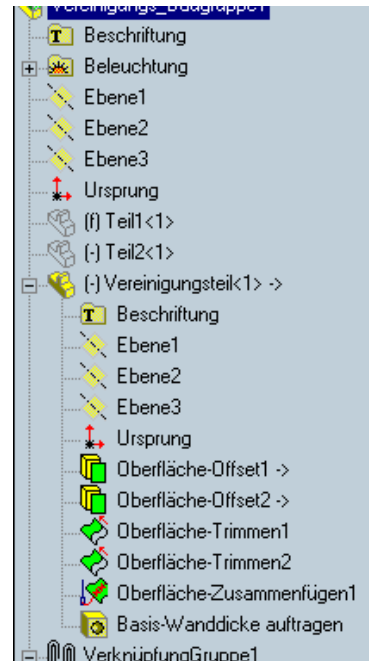 Vereinigungs_Baugruppe1
Beschriftung
Beleuchtung
Ebene1
Ebene2
Ebene3
Ursprung
(f) Teil1<1>
(-) Teil2<1>
(-) Vereinigungsteil<1> ->
Beschriftung
Ebene1
Ebene2
Ebene3
Ursprung
Oberfläche-Offset1 ->
Oberfläche-Offset2 ->
Oberfläche-Trimmen1
Oberfläche-Trimmen2
Oberfläche-Zusammenfügen1
Basis-Wanddicke auftragen
VerknüpfungGruppe1